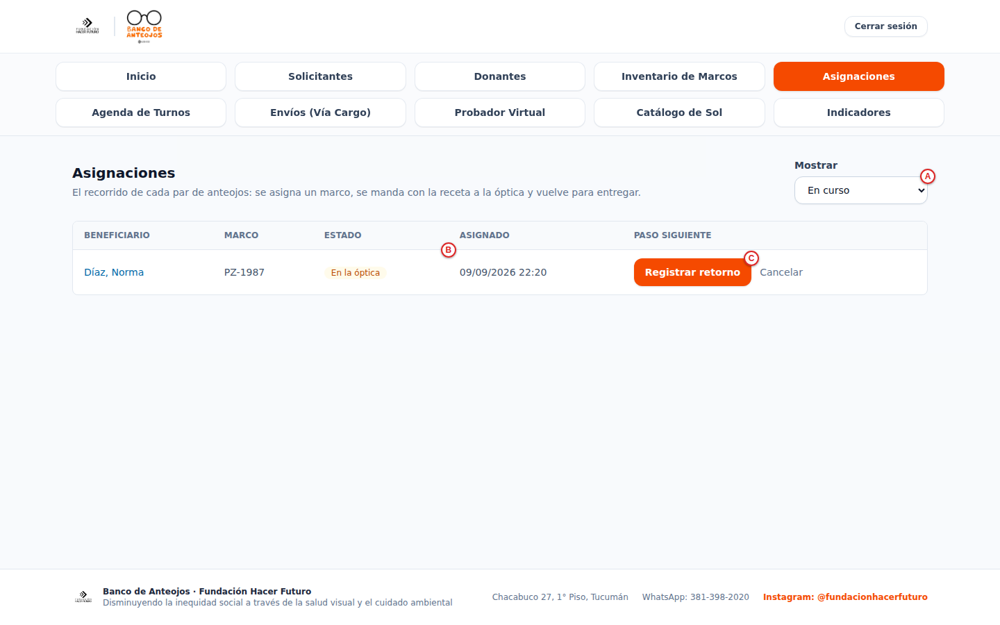 FUNDACIÓN
HACER FUTURO
BANCO DE
ANTEOJOS
Cerrar sesión
Inicio
Solicitantes
Donantes
Inventario de Marcos
Asignaciones
Agenda de Turnos
Envíos (Vía Cargo)
Probador Virtual
Catálogo de Sol
Indicadores
Asignaciones
El recorrido de cada par de anteojos: se asigna un marco, se manda con la receta a la óptica y vuelve para entregar.
Mostrar
A
En curso
BENEFICIARIO MARCO ESTADO ASIGNADO PASO SIGUIENTE
B
C
Díaz, Norma PZ-1987 En la óptica 09/09/2026 22:20 Registrar retorno Cancelar
HACER FUTURO
Banco de Anteojos · Fundación Hacer Futuro
Disminuyendo la inequidad social a través de la salud visual y el cuidado ambiental
Chacabuco 27, 1° Piso, Tucumán WhatsApp: 381-398-2020 Instagram: @fundacionhacerfuturo